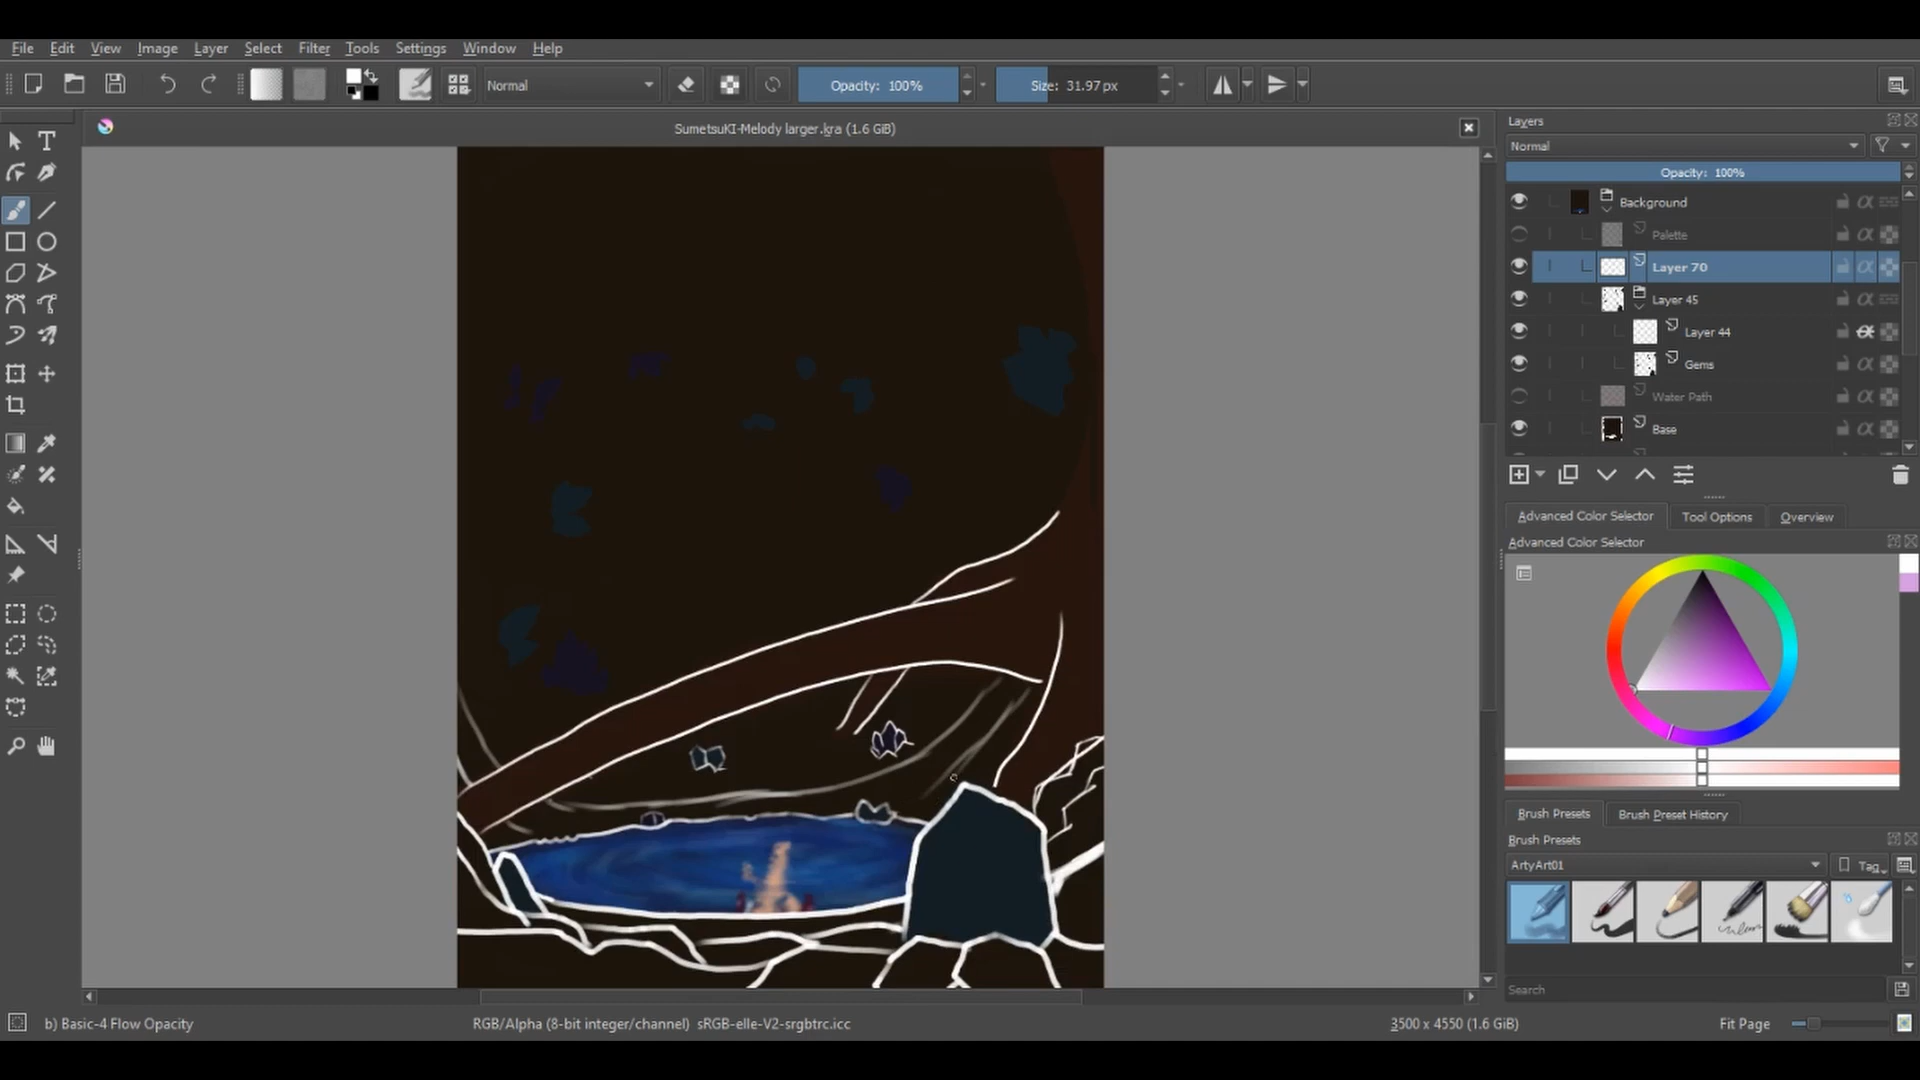 File Edit View Image Layer Select Filter Tools Settings Window Help
Normal Opacity: 100% Size: 31.97 px
SumetsuKI-Melody larger.kra (1.6 GiB)
Layers
Normal
Opacity: 100%
Background
Palette
Layer 70
Layer 45
Layer 44
Gems
Water Path
Base
Advanced Color Selector Tool Options Overview
Advanced Color Selector
Brush Presets Brush Preset History
Brush Presets
ArtyArt01 Tag
Search
b) Basic-4 Flow Opacity RGB/Alpha (8-bit integer/channel) sRGB-elle-V2-srgbtrc.icc 3500 x 4550 (1.6 GiB) Fit Page